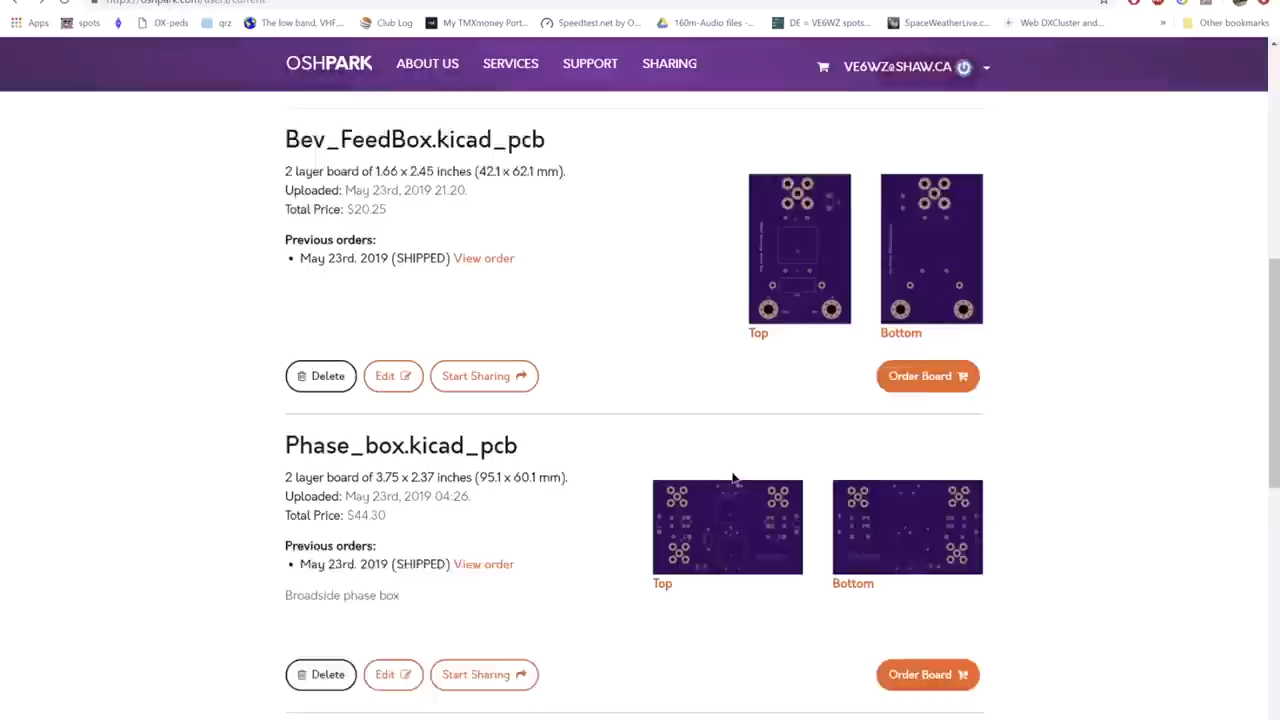 https://oshpark.com/users/current
Apps spots DX-peds qrz The low band, VHF,... Club Log My TMXmoney Port... Speedtest.net by O... 160m-Audio files -... DE = VE6WZ spots... SpaceWeatherLive.c... Web DXCluster and... » Other bookmarks
OSHPARK ABOUT US SERVICES SUPPORT SHARING VE6WZ@SHAW.CA
Bev_FeedBox.kicad_pcb
2 layer board of 1.66 x 2.45 inches (42.1 x 62.1 mm).
Uploaded: May 23rd, 2019 21:20.
Total Price: $20.25
Previous orders:
• May 23rd, 2019 (SHIPPED) View order
Top Bottom
Delete Edit Start Sharing Order Board
Phase_box.kicad_pcb
2 layer board of 3.75 x 2.37 inches (95.1 x 60.1 mm).
Uploaded: May 23rd, 2019 04:26.
Total Price: $44.30
Previous orders:
• May 23rd, 2019 (SHIPPED) View order
Top Bottom
Broadside phase box
Delete Edit Start Sharing Order Board